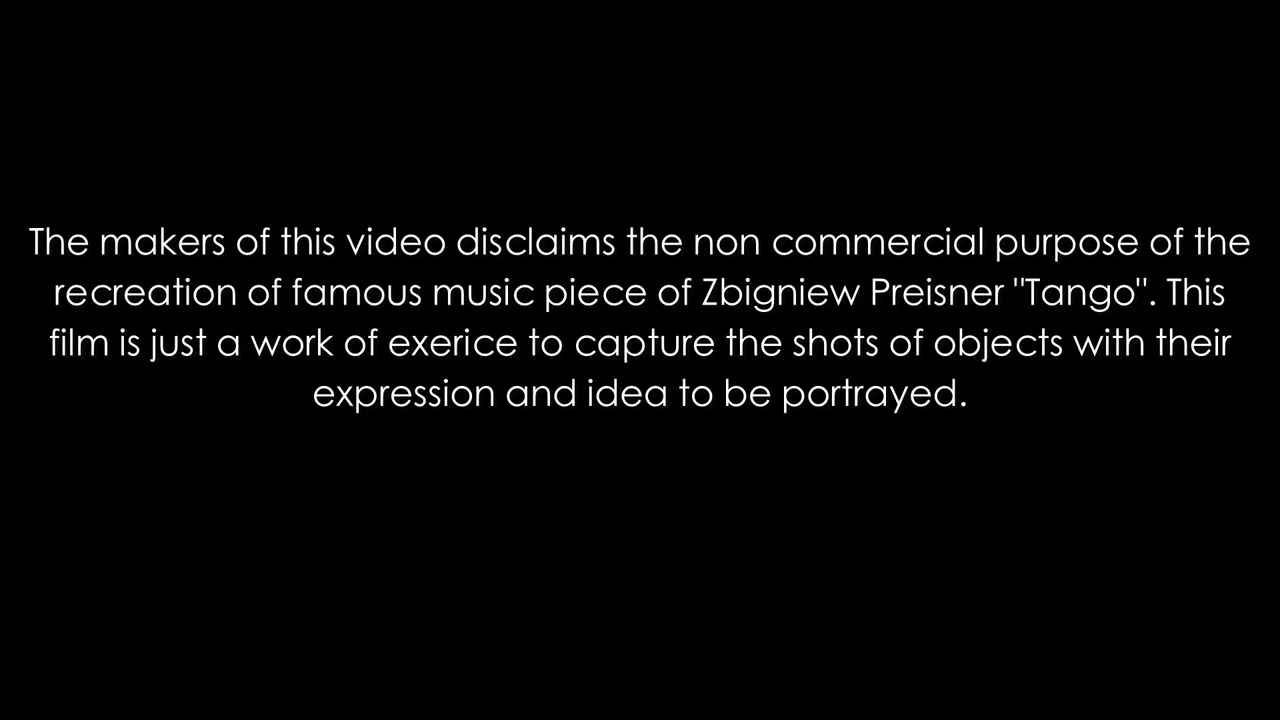 The makers of this video disclaims the non commercial purpose of the
recreation of famous music piece of Zbigniew Preisner "Tango". This
film is just a work of exerice to capture the shots of objects with their
expression and idea to be portrayed.